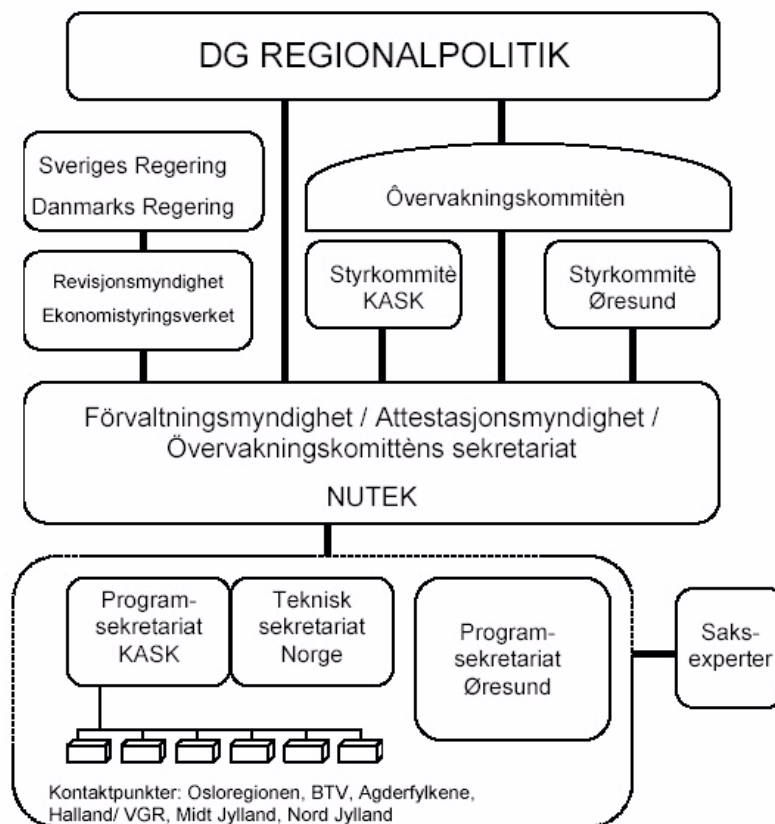 DG REGIONALPOLITIK
Sveriges Regering
Danmarks Regering
Ôvervakningskommitèn
Revisjonsmyndighet
Ekonomistyringsverket
Styrkommitè
KASK
Styrkommitè
Øresund
Förvaltningsmyndighet / Attestasjonsmyndighet /
Övervakningskomittèns sekretariat
NUTEK
Program-
sekretariat
KASK
Teknisk
sekretariat
Norge
Program-
sekretariat
Øresund
Saks-
experter
Kontaktpunkter: Osloregionen, BTV, Agderfylkene,
Halland/ VGR, Midt Jylland, Nord Jylland